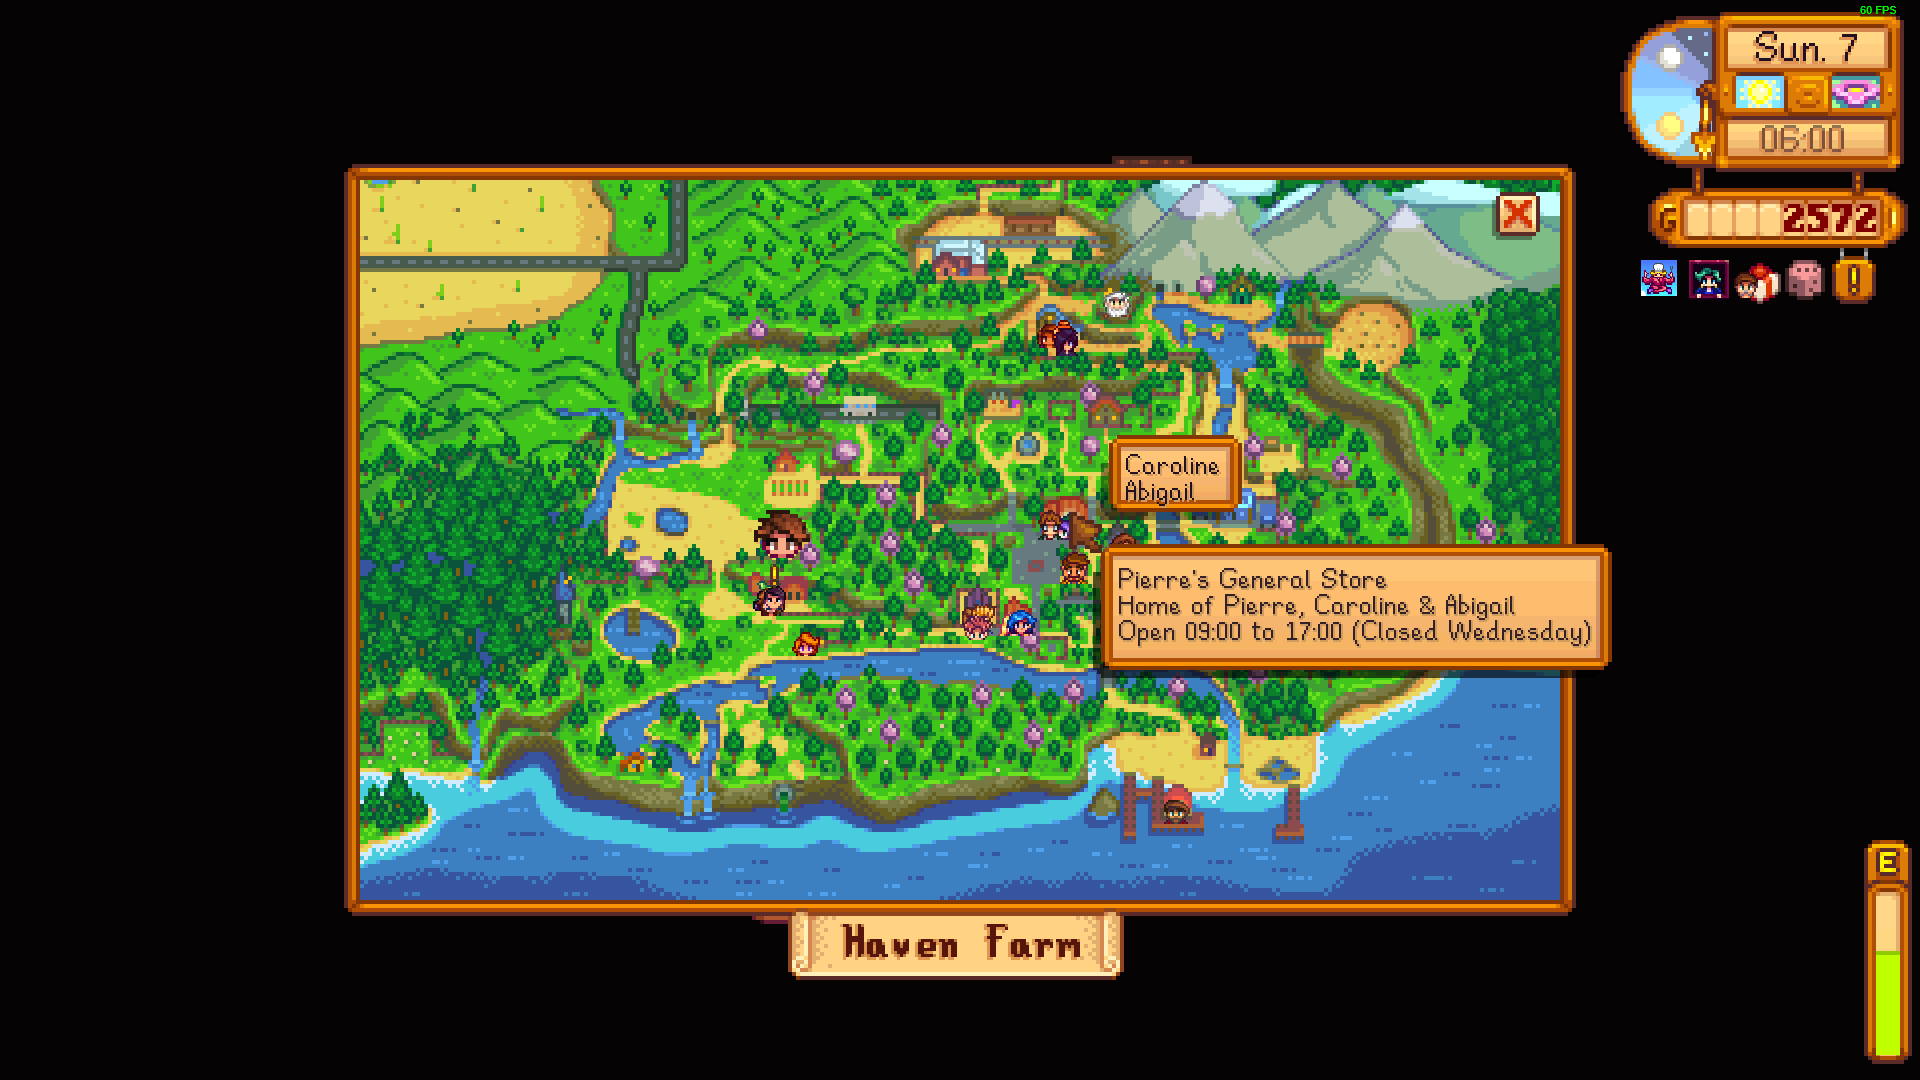 60 FPS
Sun. 7
06:00
2572
Caroline
Abigail
Pierre's General Store
Home of Pierre, Caroline & Abigail
Open 09:00 to 17:00 (Closed Wednesday)
Haven Farm
E